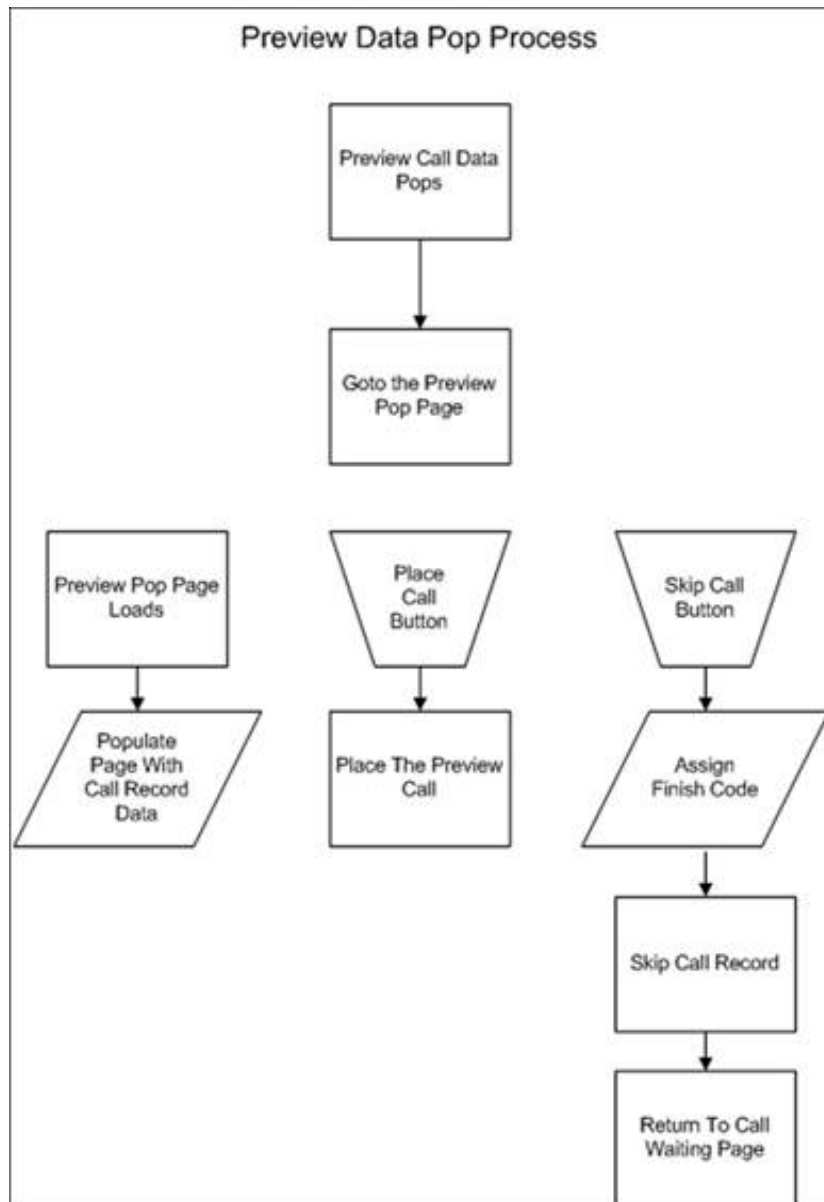 Preview Data Pop Process
Preview Call Data
Pops
Goto the Preview
Pop Page
Preview Pop Page
Loads
Place
Call
Button
Skip Call
Button
Populate
Page With
Call Record
Data
Place The Preview
Call
Assign
Finish Code
Skip Call Record
Return To Call
Waiting Page